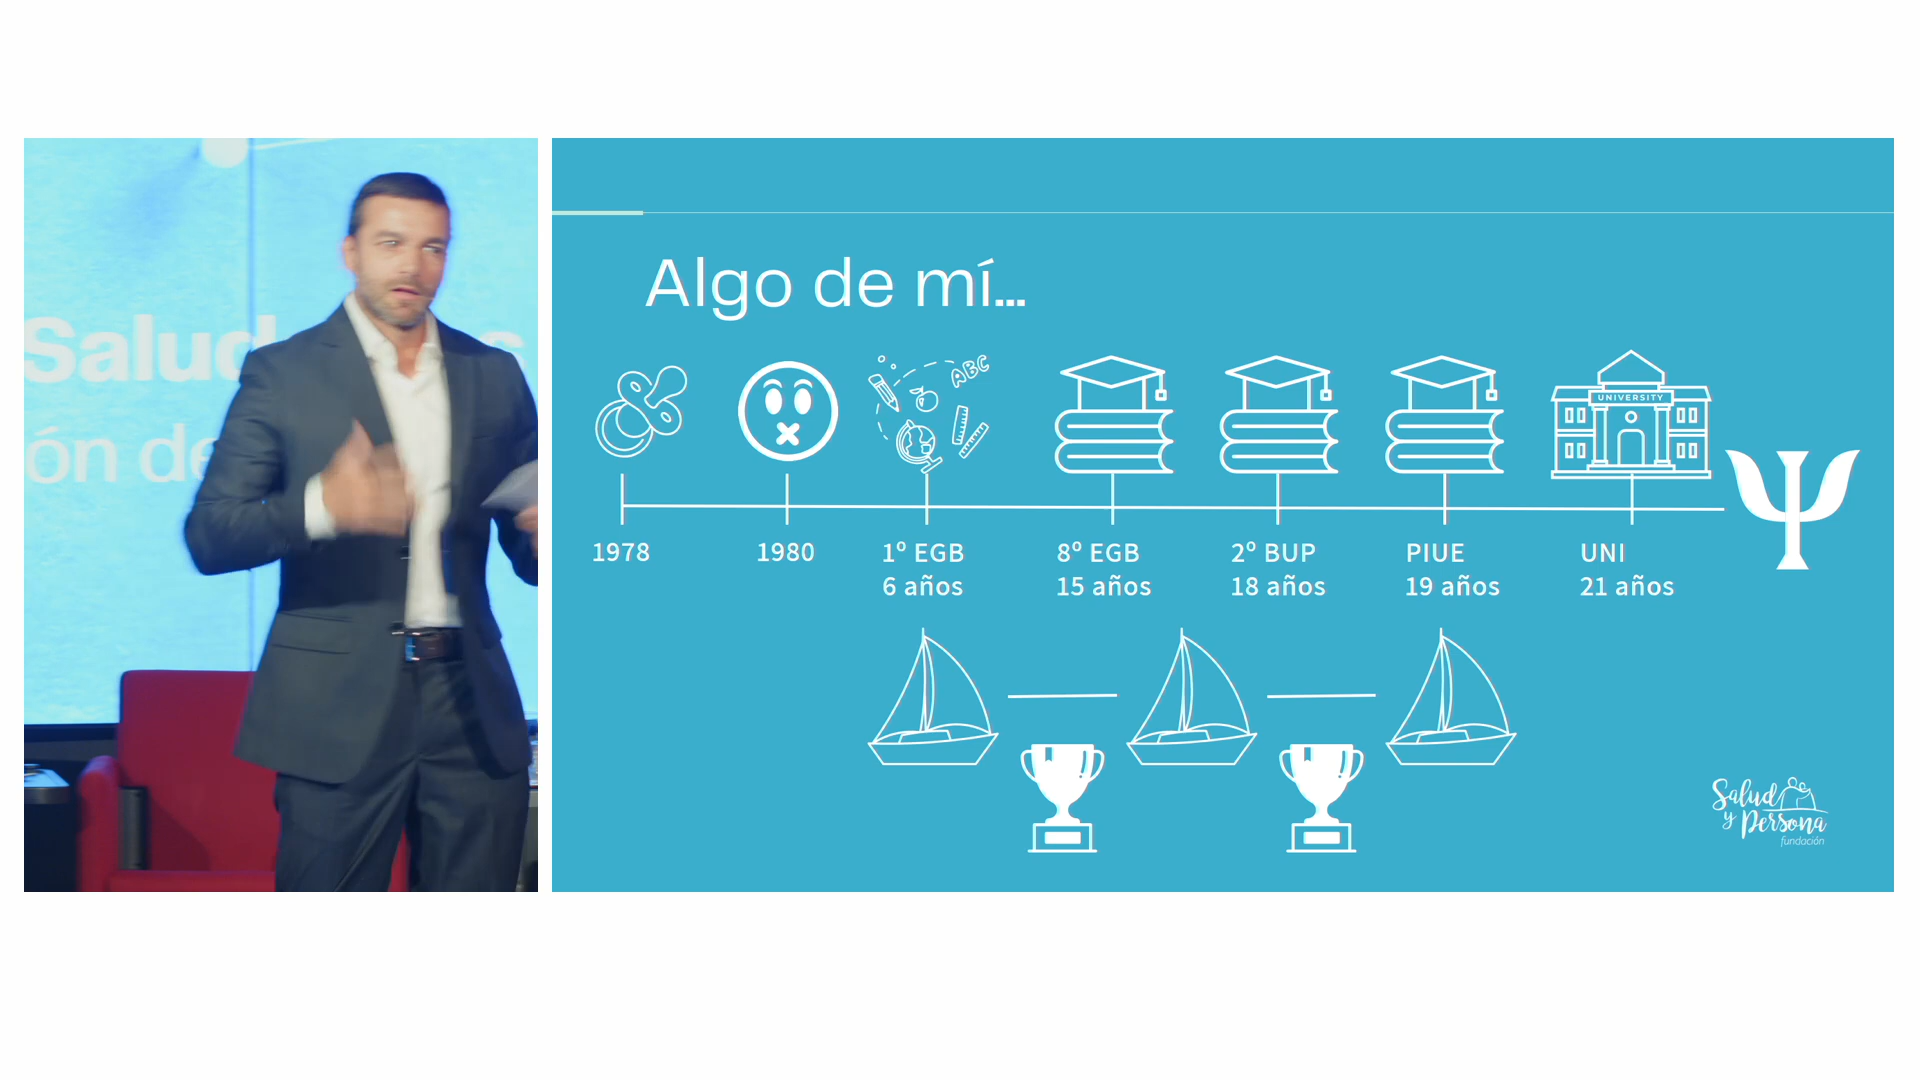 Salud
ón de
Algo de mí...
ABC
UNIVERSITY
1978
1980
1º EGB
6 años
8º EGB
15 años
2º BUP
18 años
PIUE
19 años
UNI
21 años
Salud
y Persona
fundación